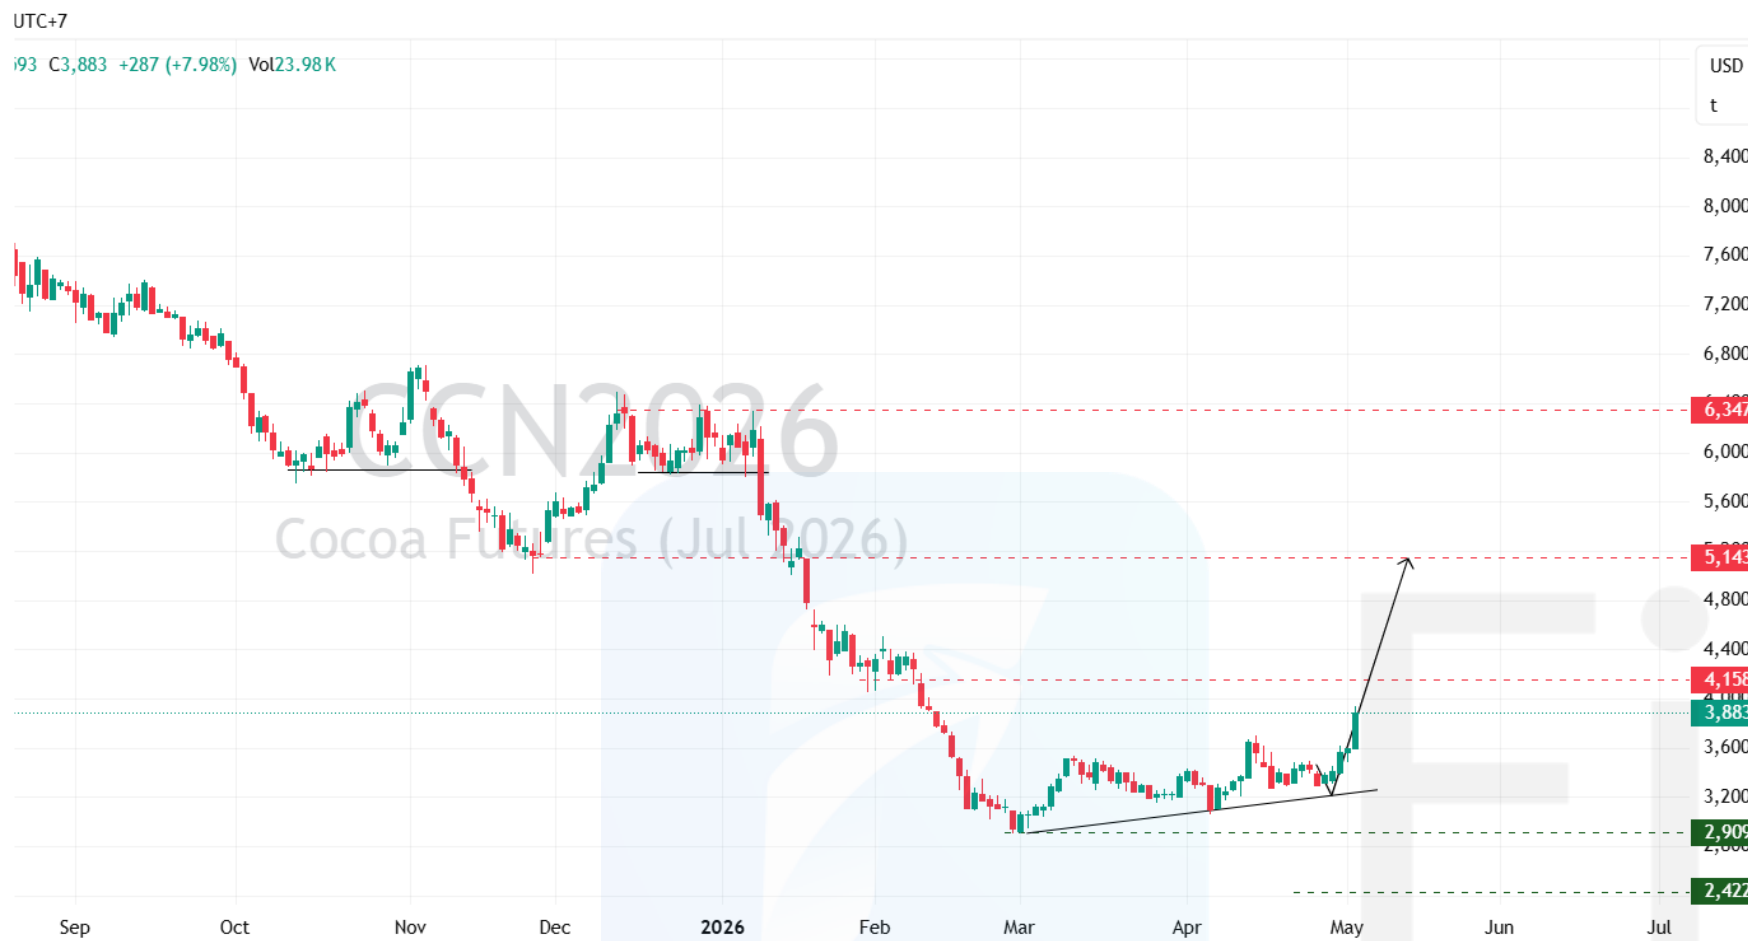 UTC+7
C3,883 +287 (+7.98%) Vol23.98 K
USD
t
8,400
8,000
7,600
7,200
6,800
6,347
6,000
5,600
5,143
4,800
4,400
4,158
3,883
3,600
3,200
2,909
2,427
CCN2026
Cocoa Futures (Jul 2026)
Fi
Sep Oct Nov Dec 2026 Feb Mar Apr May Jun Jul